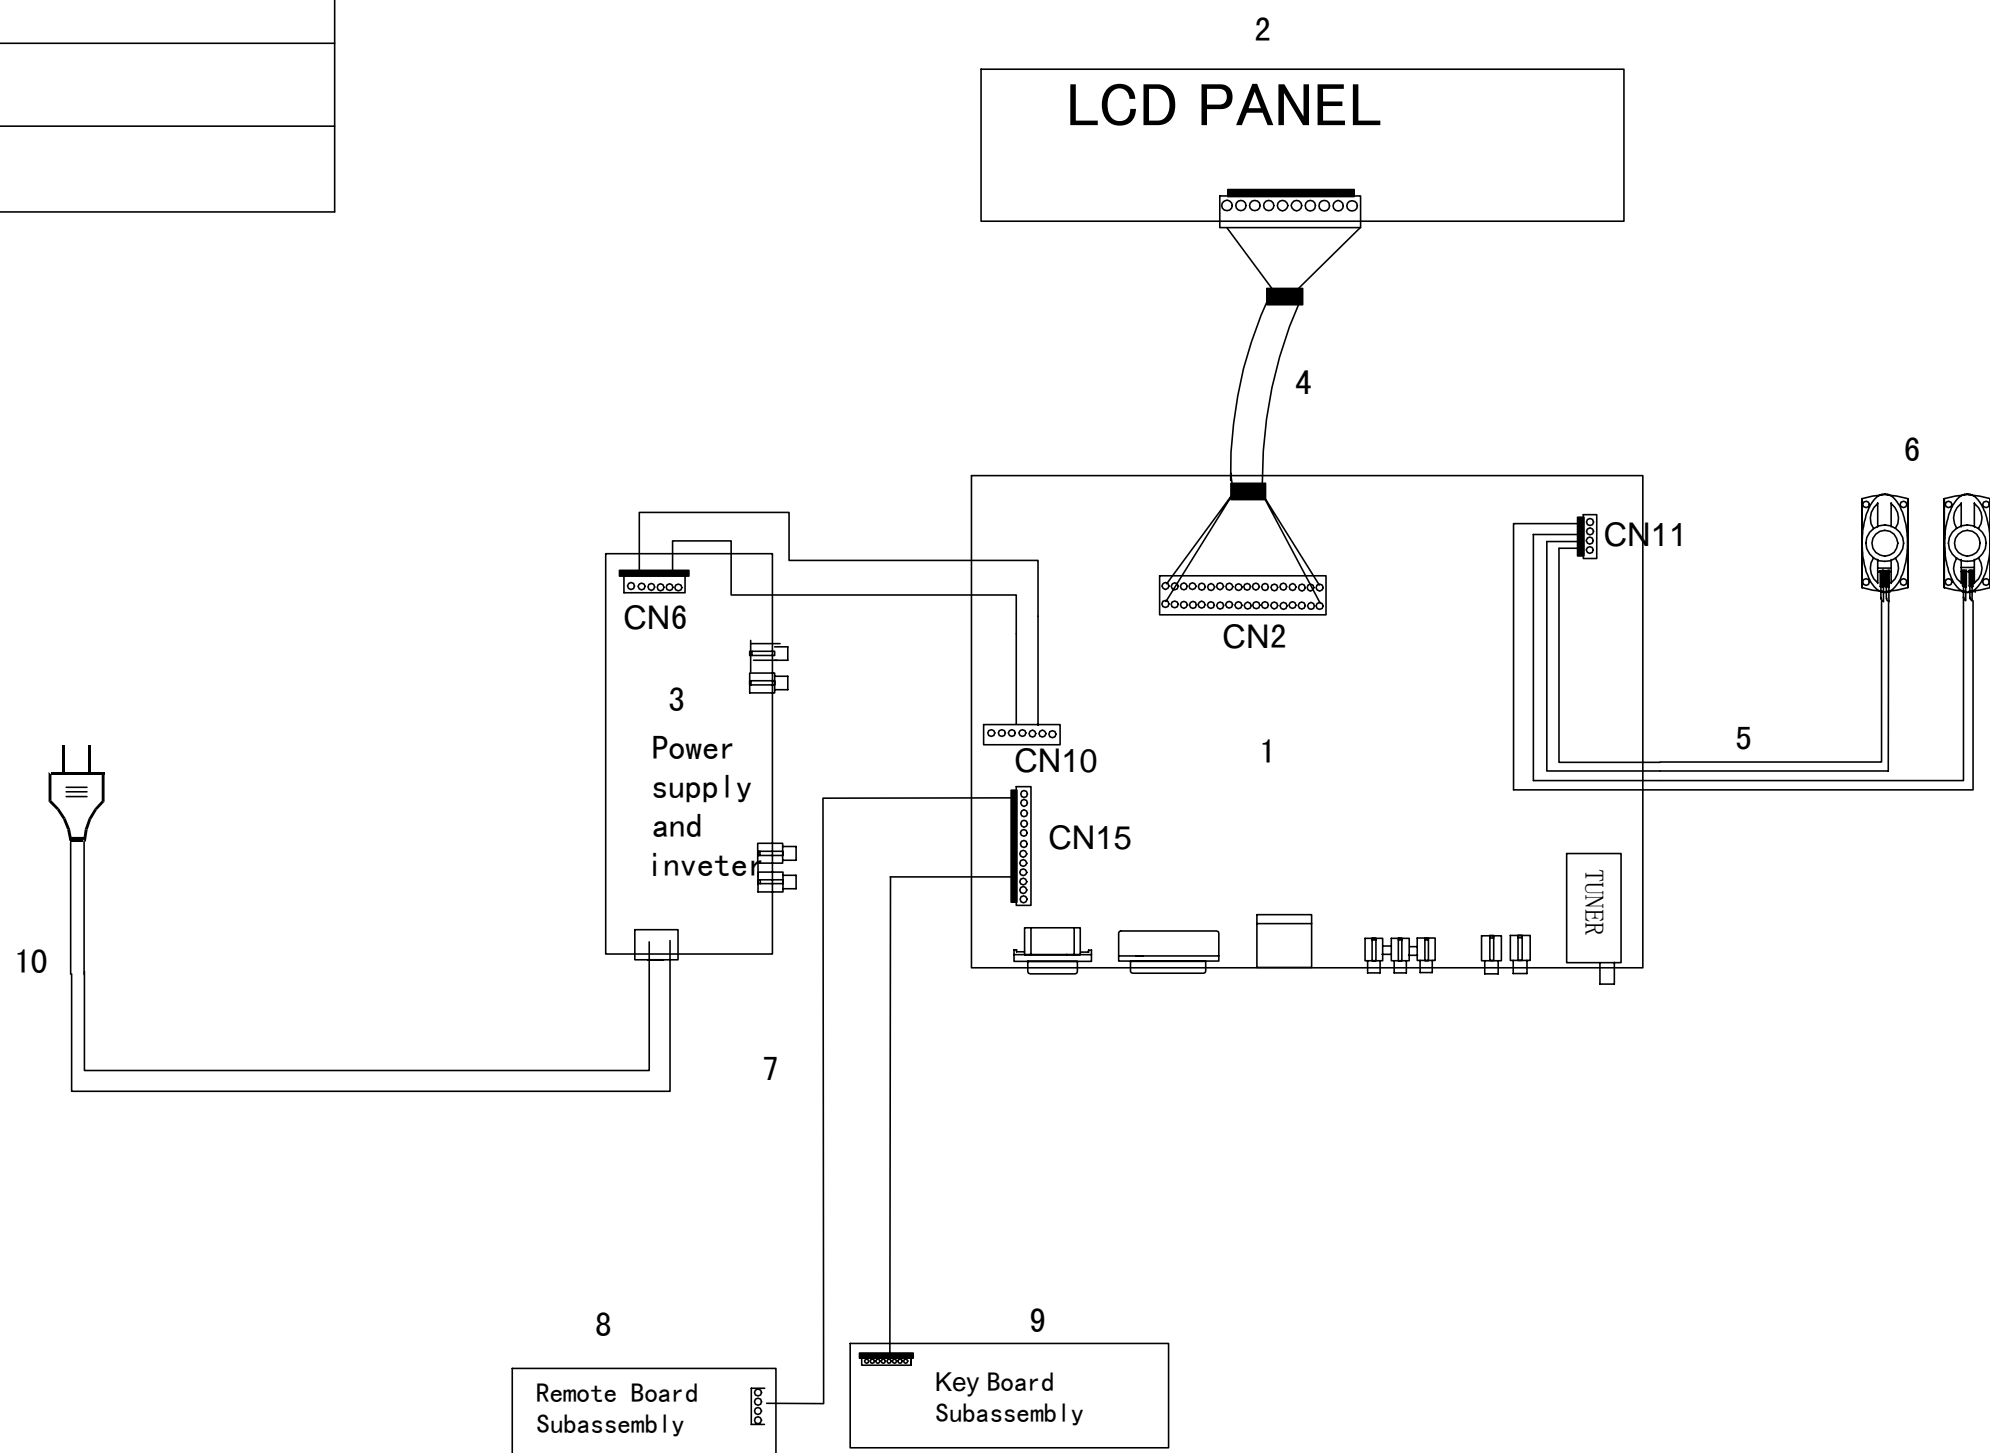 2
LCD PANEL
4
6
CN11
CN6
CN2
3
Power
supply
and
inveter
5
1
CN10
CN15
TUNER
10
7
8
9
Remote Board
Subassembly
Key Board
Subassembly